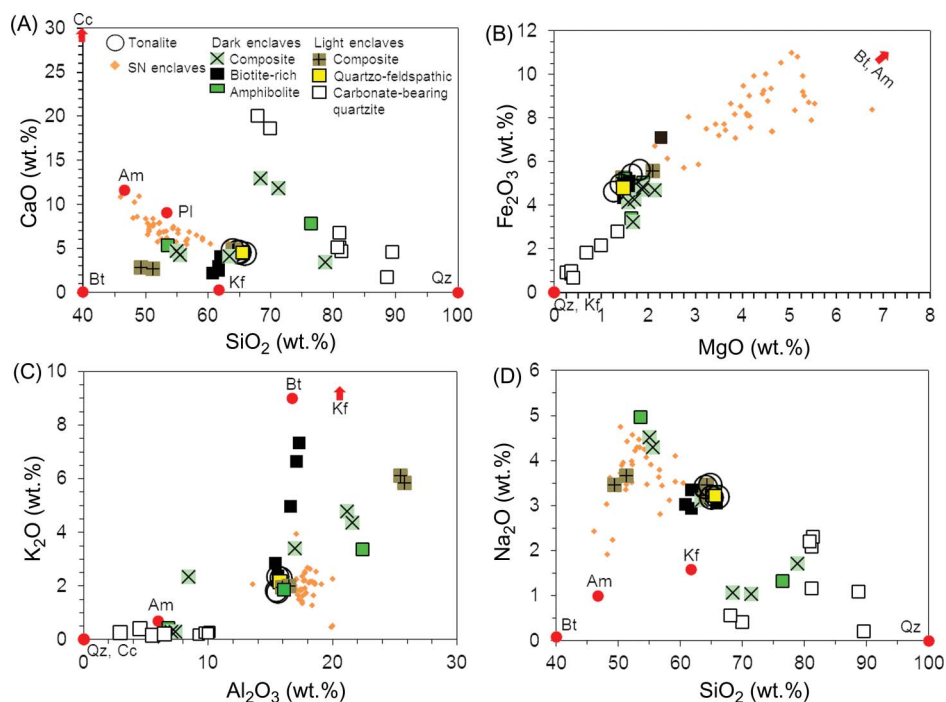 (A)
Cc
CaO (wt.%)
30
25
20
15
10
5
0
Tonalite
SN enclaves
Dark enclaves
Composite
Biotite-rich
Amphibolite
Light enclaves
Composite
Quartzo-feldspathic
Carbonate-bearing
quartzite
Am
Pl
Bt
Kf
Qz
40 50 60 70 80 90 100
SiO2 (wt.%)
(B)
Fe2O3 (wt.%)
12
10
8
6
4
2
0
Bt, Am
Qz, Kf
0 1 2 3 4 5 6 7 8
MgO (wt.%)
(C)
K2O (wt.%)
10
8
6
4
2
0
Bt
Kf
Am
Qz, Cc
0 10 20 30
Al2O3 (wt.%)
(D)
Na2O (wt.%)
6
5
4
3
2
1
0
Kf
Am
Bt
Qz
40 50 60 70 80 90 100
SiO2 (wt.%)